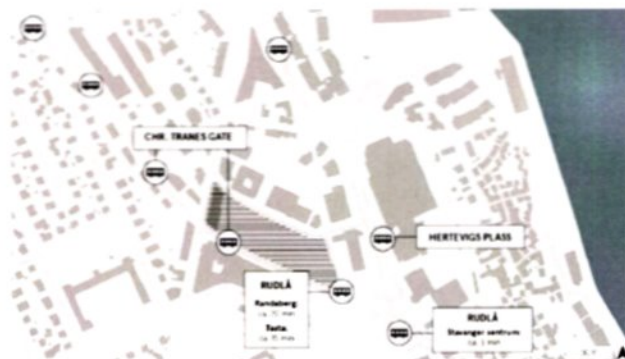 CHR. TRANES GATE
HERTEVIGS PLASS
RUDLÅ
Randaberg:
Tasta:
RUDLÅ
Stavanger sentrum: